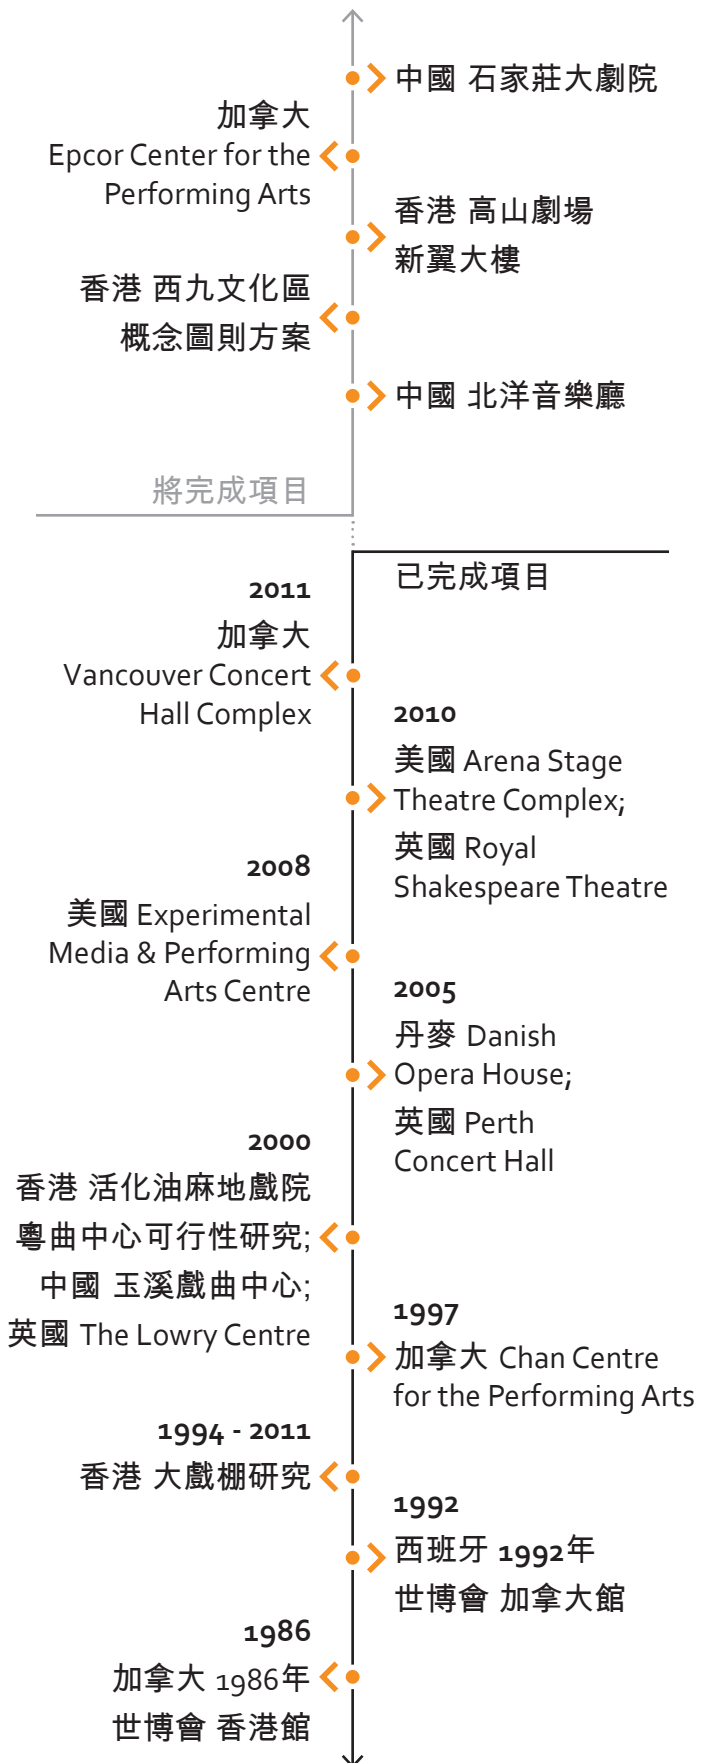 中國 石家莊大劇院
加拿大
Epcor Center for the
Performing Arts
香港 高山劇場
新翼大樓
香港 西九文化區
概念圖則方案
中國 北洋音樂廳
將完成項目
已完成項目
2011
加拿大
Vancouver Concert
Hall Complex
2010
美國 Arena Stage
Theatre Complex;
英國 Royal
Shakespeare Theatre
2008
美國 Experimental
Media & Performing
Arts Centre
2005
丹麥 Danish
Opera House;
英國 Perth
Concert Hall
2000
香港 活化油麻地戲院
粵曲中心可行性研究;
中國 玉溪戲曲中心;
英國 The Lowry Centre
1997
加拿大 Chan Centre
for the Performing Arts
1994 - 2011
香港 大戲棚研究
1992
西班牙 1992年
世博會 加拿大館
1986
加拿大 1986年
世博會 香港館